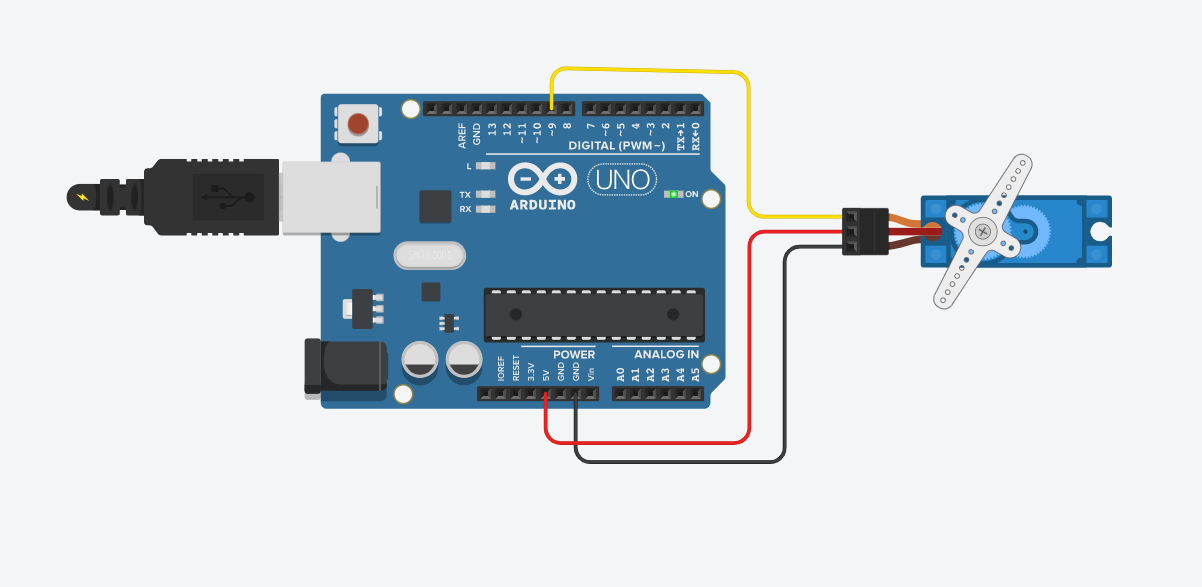 AREF
GND
13
12
~11
~10
~9
8
7
~6
~5
4
~3
2
TX→1
RX←0
DIGITAL (PWM~)
L
TX
RX
UNO
ON
ARDUINO
POWER
ANALOG IN
IOREF
RESET
3.3V
5V
GND
GND
Vin
A0
A1
A2
A3
A4
A5